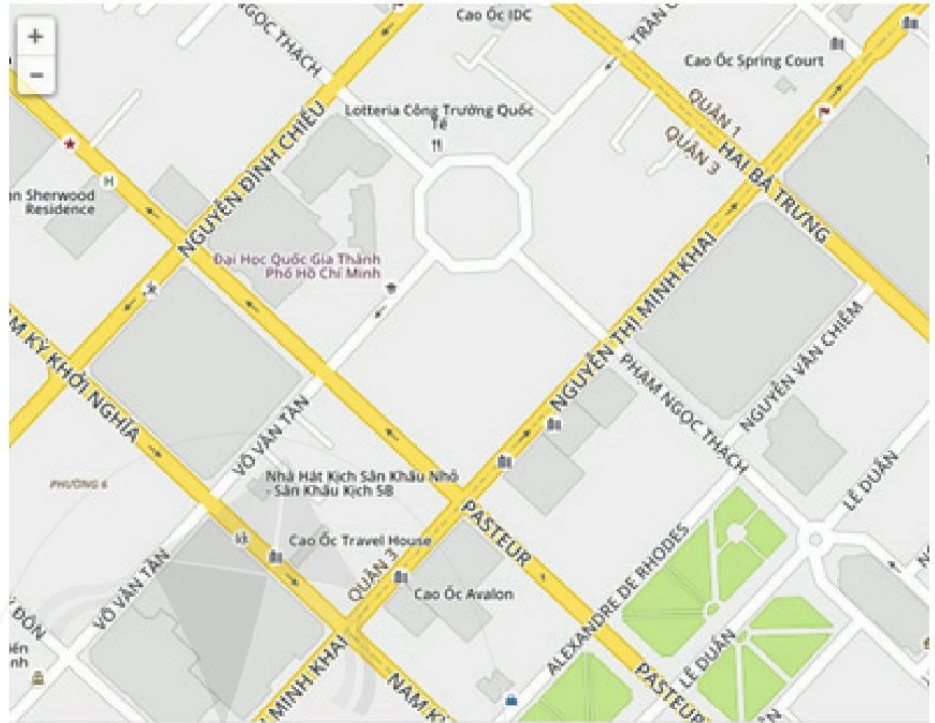 +
−
Cao Ốc IDC
NGỌC THẠCH
Cao Ốc Spring Court
Lotteria Công Trường Quốc
Tế
QUẬN 1
QUẬN 3
HAI BÀ TRƯNG
NGUYỄN ĐÌNH CHIỂU
H
Sherwood
Residence
Đại Học Quốc Gia Thành
Phố Hồ Chí Minh
NGUYỄN THỊ MINH KHAI
NGUYỄN VĂN CHIÊM
PHẠM NGỌC THẠCH
KỲ KHỞI NGHĨA
VÕ VĂN TẦN
LÊ DUẨN
PHƯỜNG 6
Nhà Hát Kịch Sân Khấu Nhỏ
- Sân Khấu Kịch 5B
PASTEUR
Cao Ốc Travel House
QUẬN 3
Cao Ốc Avalon
VÕ VĂN TẦN
ALEXANDRE DE RHODES
ĐÔN
LÊ DUẨN
MINH KHAI
NAM K
PASTEUR